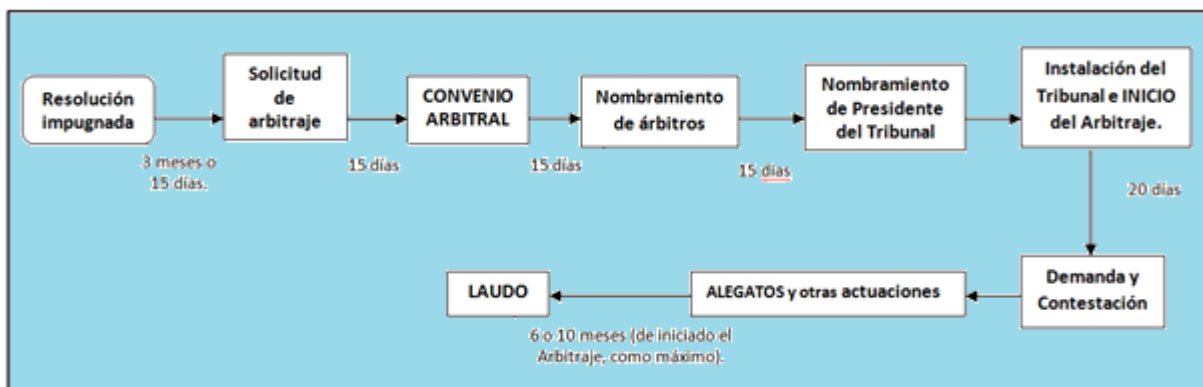 Resolución
impugnada
3 meses o
15 días.
Solicitud
de
arbitraje
15 días
CONVENIO
ARBITRAL
15 días
Nombramiento
de árbitros
15 días
Nombramiento
de Presidente
del Tribunal
Instalación del
Tribunal e INICIO
del Arbitraje.
20 días
Demanda y
Contestación
ALEGATOS y otras actuaciones
6 o 10 meses (de iniciado el
Arbitraje, como máximo).
LAUDO